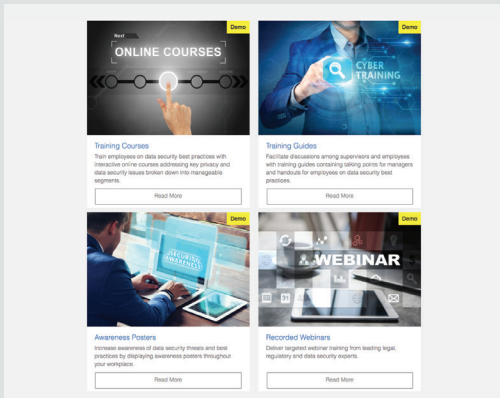 Demo
Next
ONLINE COURSES
Training Courses
Train employees on data security best practices with
interactive online courses addressing key privacy and
data security issues broken down into manageable
segments.
Read More
Demo
CYBER
TRAINING
Training Guides
Facilitate discussions among supervisors and employees
with training guides containing talking points for managers
and handouts for employees on data security best
practices.
Read More
Demo
SECURITY
AWARENESS
Awareness Posters
Increase awareness of data security threats and best
practices by displaying awareness posters throughout
your workplace.
Read More
Demo
WEBINAR
31
Recorded Webinars
Deliver targeted webinar training from leading legal,
regulatory and data security experts.
Read More